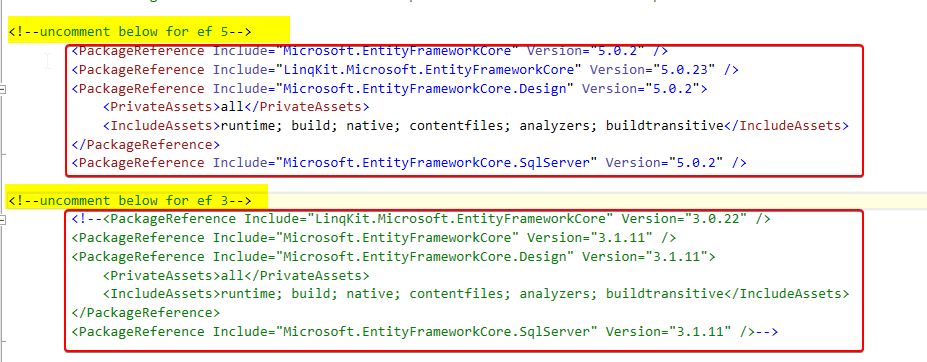 <!--uncomment below for ef 5-->
<PackageReference Include="Microsoft.EntityFrameworkCore" Version="5.0.2" />
<PackageReference Include="LinqKit.Microsoft.EntityFrameworkCore" Version="5.0.23" />
<PackageReference Include="Microsoft.EntityFrameworkCore.Design" Version="5.0.2">
<PrivateAssets>all</PrivateAssets>
<IncludeAssets>runtime; build; native; contentfiles; analyzers; buildtransitive</IncludeAssets>
</PackageReference>
<PackageReference Include="Microsoft.EntityFrameworkCore.SqlServer" Version="5.0.2" />
<!--uncomment below for ef 3-->
<!--<PackageReference Include="LinqKit.Microsoft.EntityFrameworkCore" Version="3.0.22" />
<PackageReference Include="Microsoft.EntityFrameworkCore" Version="3.1.11" />
<PackageReference Include="Microsoft.EntityFrameworkCore.Design" Version="3.1.11">
<PrivateAssets>all</PrivateAssets>
<IncludeAssets>runtime; build; native; contentfiles; analyzers; buildtransitive</IncludeAssets>
</PackageReference>
<PackageReference Include="Microsoft.EntityFrameworkCore.SqlServer" Version="3.1.11" />-->